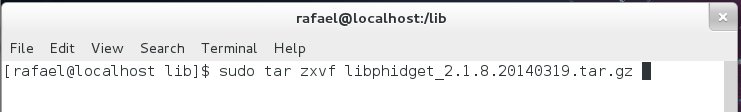 rafael@localhost:/lib
File Edit View Search Terminal Help
[rafael@localhost lib]$ sudo tar zxvf libphidget_2.1.8.20140319.tar.gz